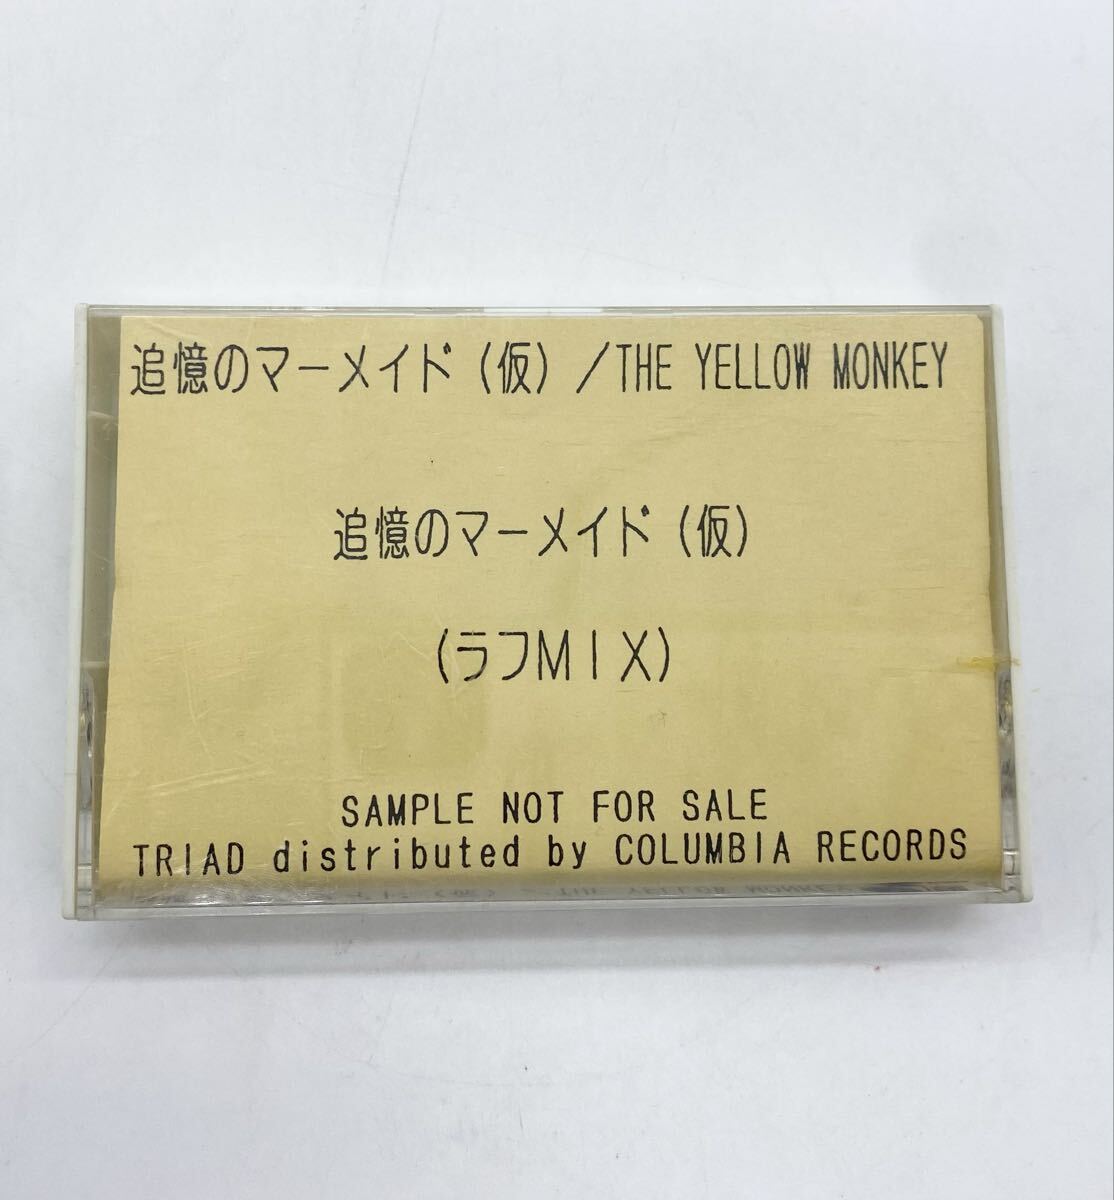 追憶のマーメイド（仮）／THE YELLOW MONKEY
追憶のマーメイド（仮）
（ラフMIX）
SAMPLE NOT FOR SALE
TRIAD distributed by COLUMBIA RECORDS